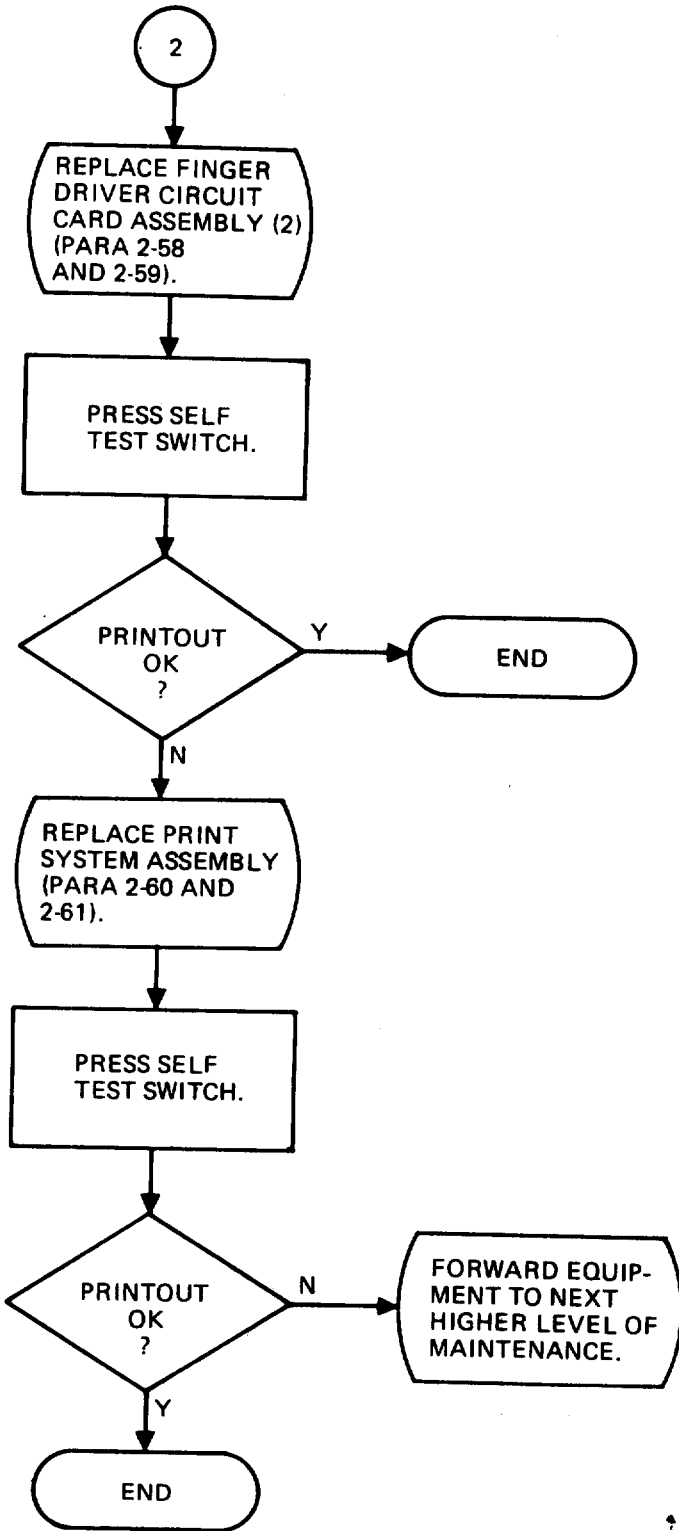 2
REPLACE FINGER
DRIVER CIRCUIT
CARD ASSEMBLY (2)
(PARA 2-58
AND 2-59).
PRESS SELF
TEST SWITCH.
PRINTOUT
OK
?
Y
END
N
REPLACE PRINT
SYSTEM ASSEMBLY
(PARA 2-60 AND
2-61).
PRESS SELF
TEST SWITCH.
PRINTOUT
OK
?
N
FORWARD EQUIP-
MENT TO NEXT
HIGHER LEVEL OF
MAINTENANCE.
Y
END